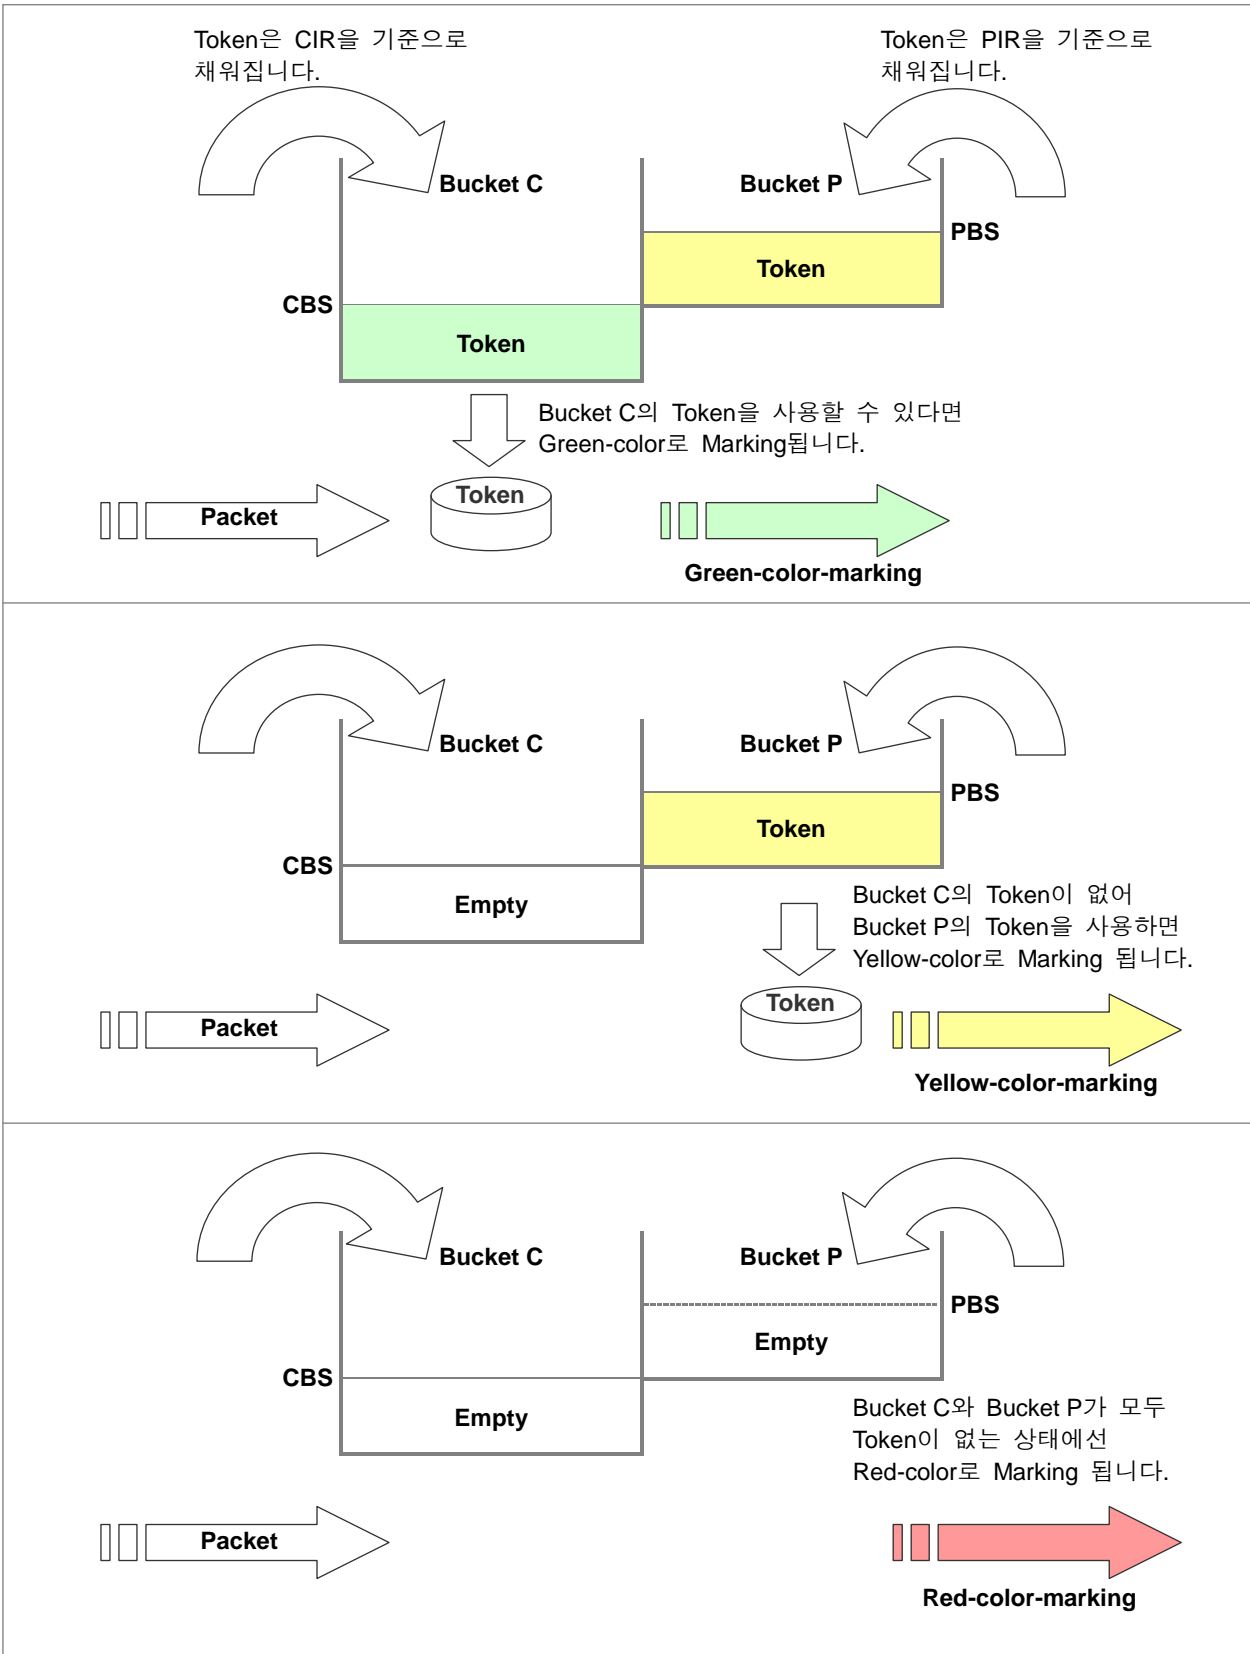 Token은 CIR을 기준으로
채워집니다.
Token은 PIR을 기준으로
채워집니다.
Bucket C
Bucket P
PBS
Token
CBS
Token
Bucket C의 Token을 사용할 수 있다면
Green-color로 Marking됩니다.
Token
Packet
Green-color-marking
Bucket C
Bucket P
PBS
Token
CBS
Empty
Bucket C의 Token이 없어
Bucket P의 Token을 사용하면
Yellow-color로 Marking 됩니다.
Token
Packet
Yellow-color-marking
Bucket C
Bucket P
PBS
Empty
CBS
Empty
Bucket C와 Bucket P가 모두
Token이 없는 상태에선
Red-color로 Marking 됩니다.
Packet
Red-color-marking